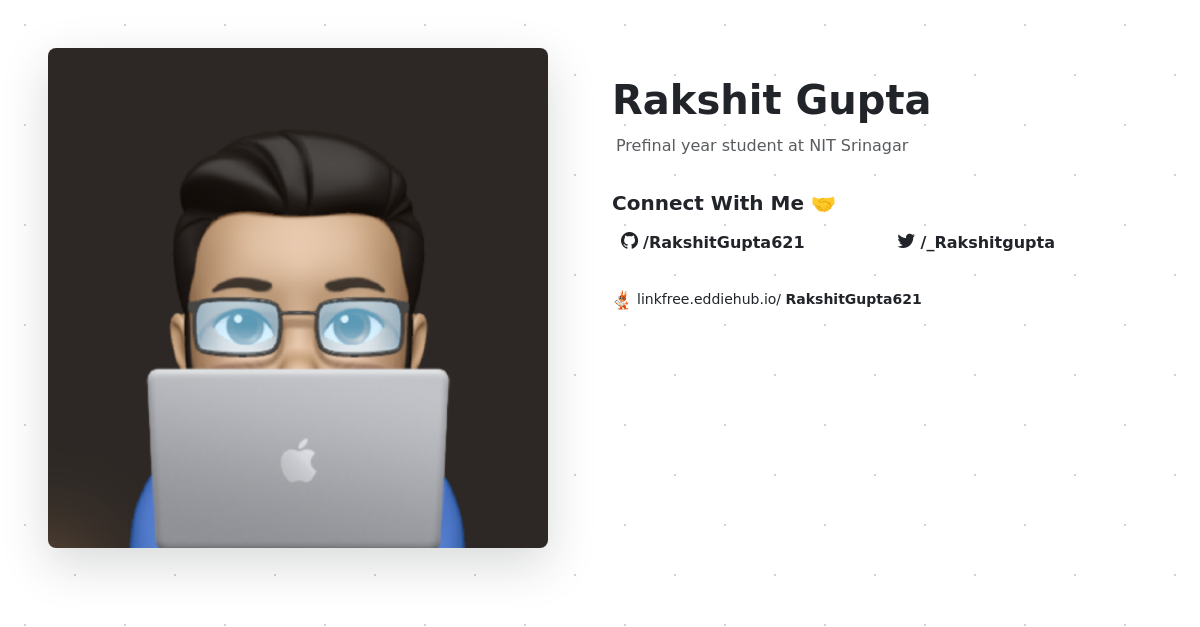 Rakshit Gupta
Prefinal year student at NIT Srinagar
Connect With Me 🤝
/RakshitGupta621
/_Rakshitgupta
linkfree.eddiehub.io/ RakshitGupta621